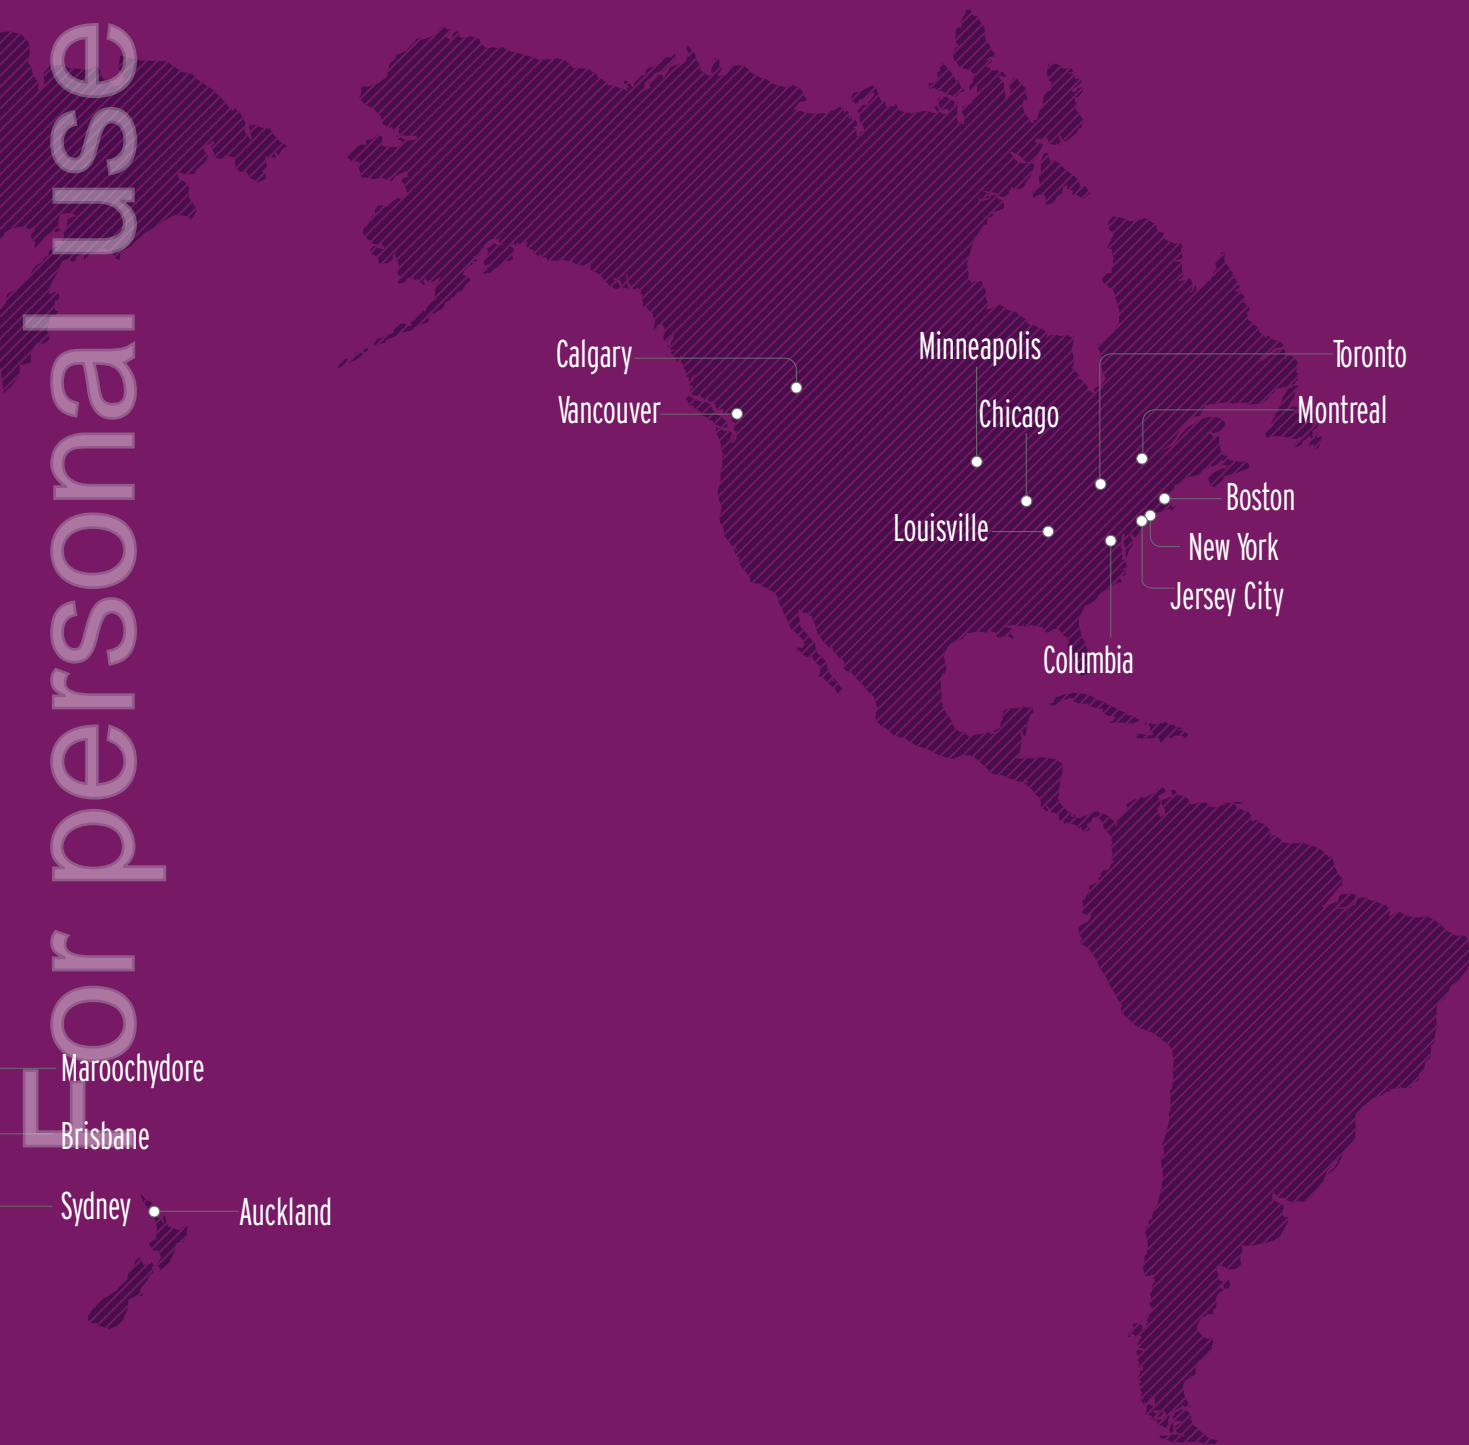 For personal use
Calgary
Vancouver
Minneapolis
Chicago
Louisville
Toronto
Montreal
Boston
New York
Jersey City
Columbia
Maroochydore
Brisbane
Sydney
Auckland